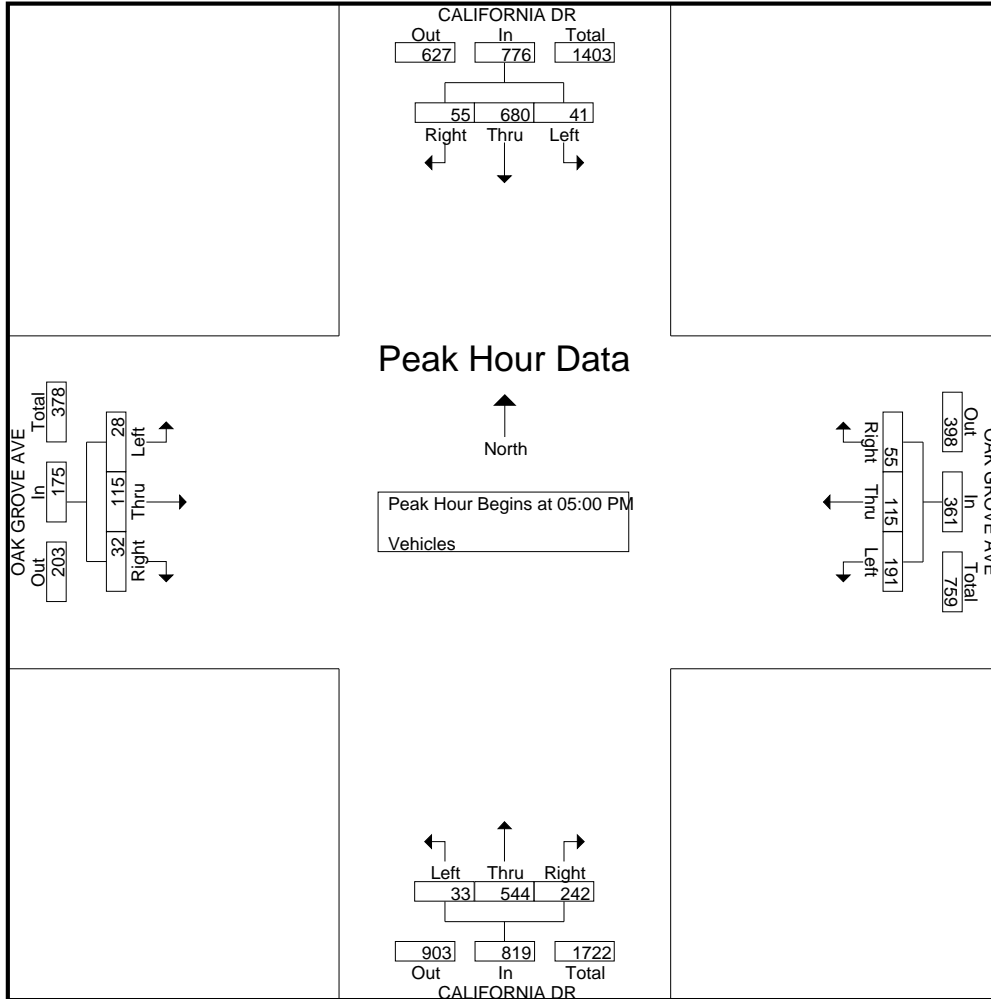 CALIFORNIA DR
Out In Total
627 776 1403
55 680 41
Right Thru Left
Peak Hour Data
North
Peak Hour Begins at 05:00 PM
Vehicles
OAK GROVE AVE
Out In Total
203 175 378
32 115 28
Right Thru Left
OAK GROVE AVE
Out In Total
398 361 759
55 115 191
Right Thru Left
Left Thru Right
33 544 242
903 819 1722
Out In Total
CALIFORNIA DR